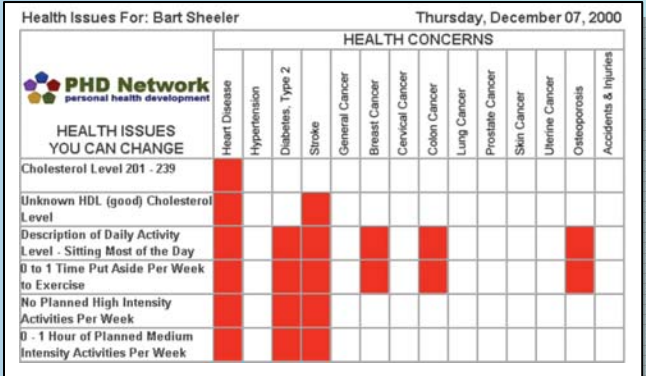 Health Issues For: Bart Sheeler
Thursday, December 07, 2000
HEALTH CONCERNS
PHD Network
personal health development
HEALTH ISSUES
YOU CAN CHANGE
Heart Disease
Hypertension
Diabetes, Type 2
Stroke
General Cancer
Breast Cancer
Cervical Cancer
Colon Cancer
Lung Cancer
Prostate Cancer
Skin Cancer
Uterine Cancer
Osteoporosis
Accidents & Injuries
Cholesterol Level 201 - 239
Unknown HDL (good) Cholesterol
Level
Description of Daily Activity
Level - Sitting Most of the Day
0 to 1 Time Put Aside Per Week
to Exercise
No Planned High Intensity
Activities Per Week
0 - 1 Hour of Planned Medium
Intensity Activities Per Week